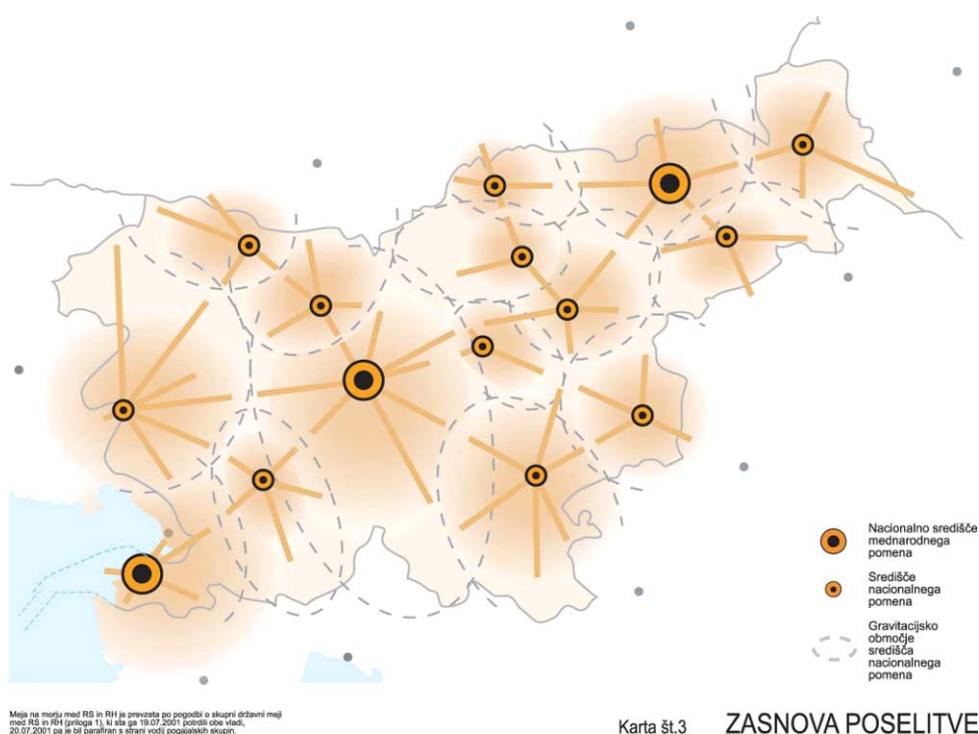 Nacionalno središče
mednarodnega
pomena
Središče
nacionalnega
pomena
Gravitacijsko
območje
središča
nacionalnega
pomena
Meja na morju med RS in RH je prevzeta po pogodbi o skupni državni meji
med RS in RH (priloga 1), ki sta ga 19.07.2001 potrdili obe vladi,
20.07.2001 pa je bil parafiran s strani vodij pogajalskih skupin.
Karta št.3 ZASNOVA POSELITVE